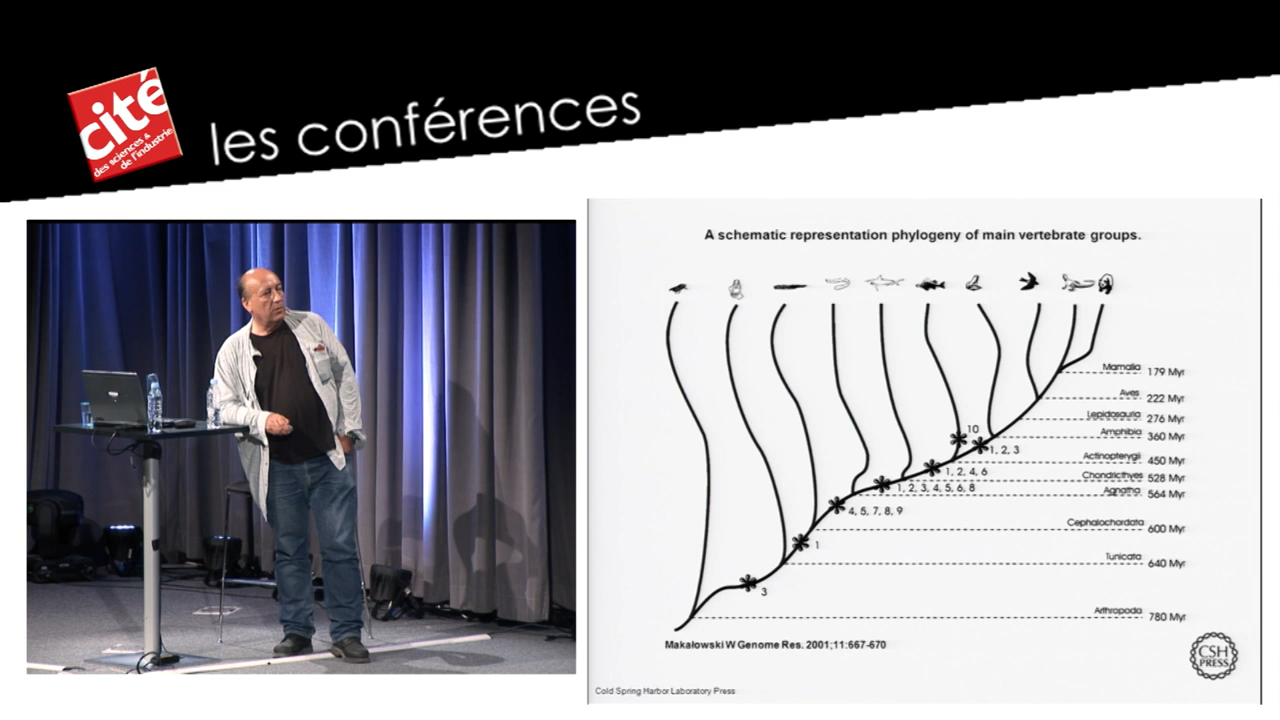 cité
des sciences &
de l'industrie
les conférences
A schematic representation phylogeny of main vertebrate groups.
Mamalia 179 Myr
Aves 222 Myr
Lepidosauria 276 Myr
10
Amphibia 360 Myr
1, 2, 3
Actinopterygii 450 Myr
1, 2, 4, 6
Chondricthyes 528 Myr
1, 2, 3, 4, 5, 6, 8
Agnatha 564 Myr
4, 5, 7, 8, 9
Cephalochordata 600 Myr
1
Tunicata 640 Myr
3
Arthropoda 780 Myr
Makałowski W Genome Res. 2001;11:667-670
CSH
PRESS
Cold Spring Harbor Laboratory Press